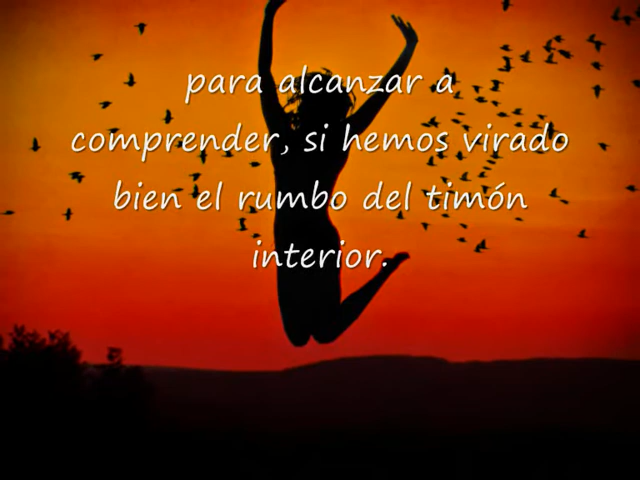 para alcanzar a
comprender, si hemos virado
bien el rumbo del timón
interior.